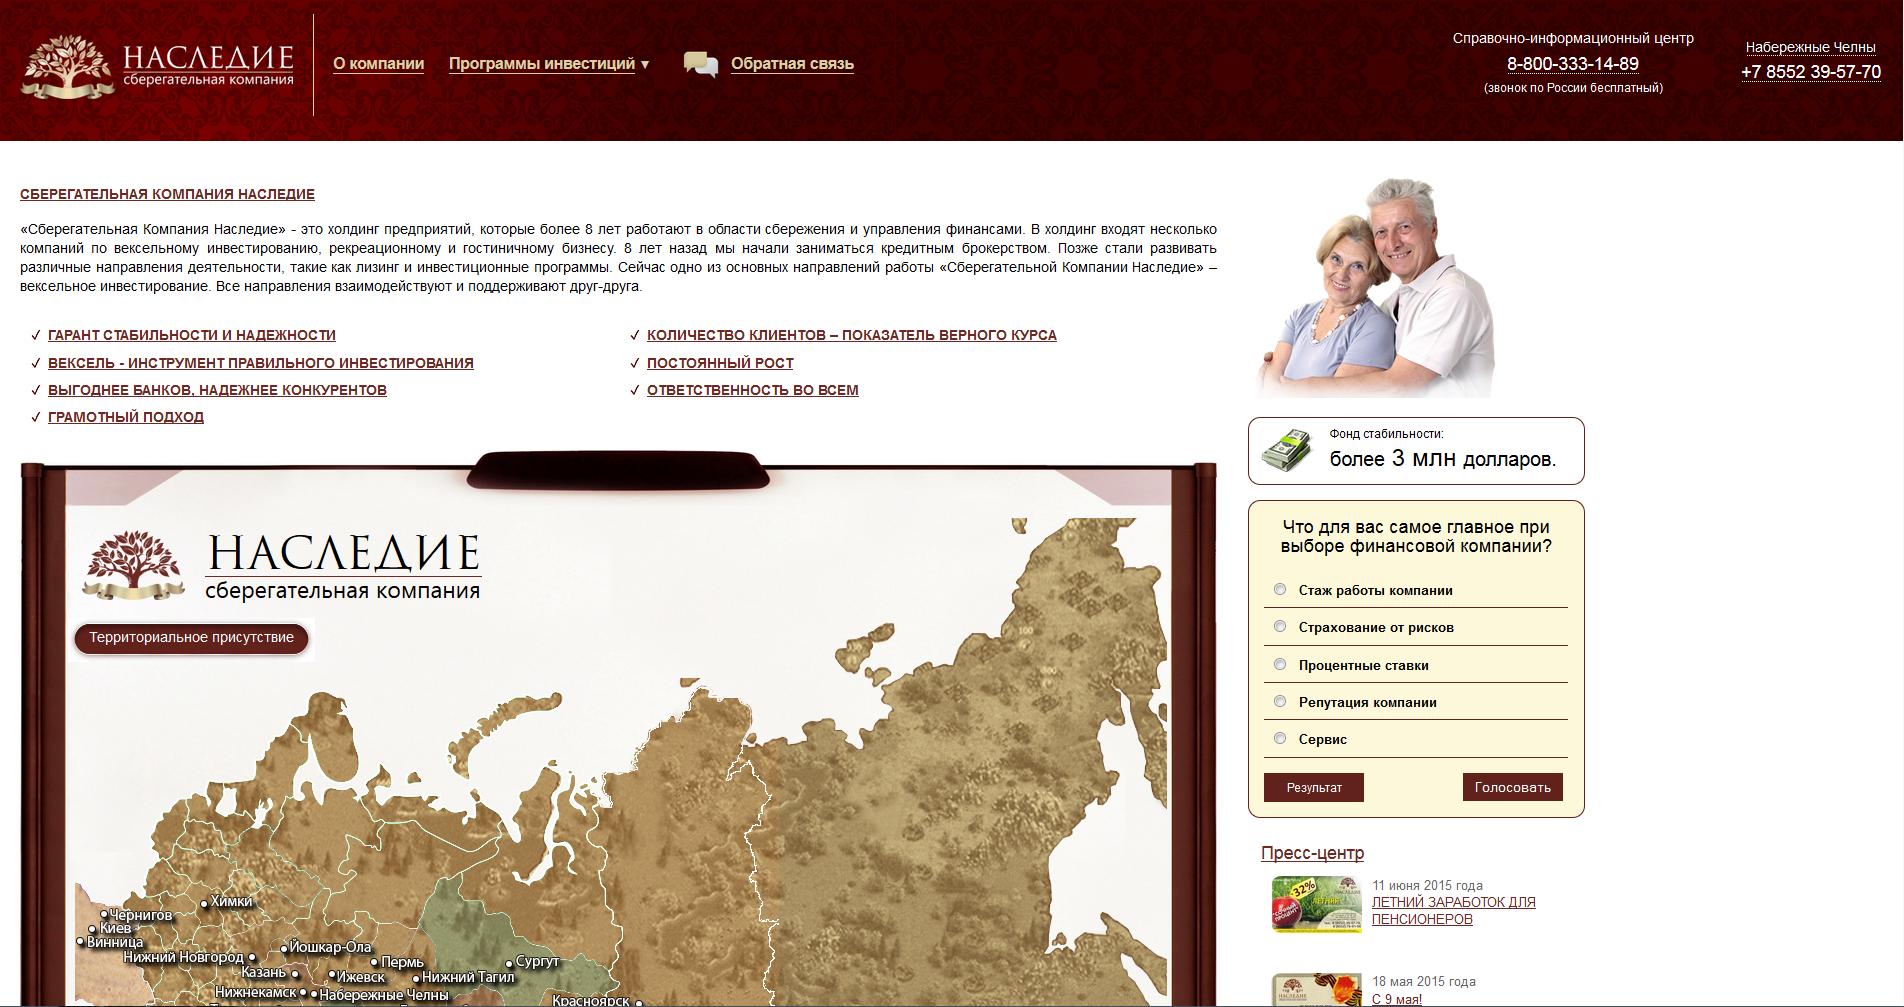 НАСЛЕДИЕ
сберегательная компания
О компании
Программы инвестиций ▼
Обратная связь
Справочно-информационный центр
8-800-333-14-89
(звонок по России бесплатный)
Набережные Челны
+7 8552 39-57-70
СБЕРЕГАТЕЛЬНАЯ КОМПАНИЯ НАСЛЕДИЕ
«Сберегательная Компания Наследие» - это холдинг предприятий, которые более 8 лет работают в области сбережения и управления финансами. В холдинг входят несколько
компаний по вексельному инвестированию, рекреационному и гостиничному бизнесу. 8 лет назад мы начали заниматься кредитным брокерством. Позже стали развивать
различные направления деятельности, такие как лизинг и инвестиционные программы. Сейчас одно из основных направлений работы «Сберегательной Компании Наследие» –
вексельное инвестирование. Все направления взаимодействуют и поддерживают друг-друга.
✓ ГАРАНТ СТАБИЛЬНОСТИ И НАДЕЖНОСТИ
✓ ВЕКСЕЛЬ - ИНСТРУМЕНТ ПРАВИЛЬНОГО ИНВЕСТИРОВАНИЯ
✓ ВЫГОДНЕЕ БАНКОВ, НАДЕЖНЕЕ КОНКУРЕНТОВ
✓ ГРАМОТНЫЙ ПОДХОД
✓ КОЛИЧЕСТВО КЛИЕНТОВ – ПОКАЗАТЕЛЬ ВЕРНОГО КУРСА
✓ ПОСТОЯННЫЙ РОСТ
✓ ОТВЕТСТВЕННОСТЬ ВО ВСЕМ
НАСЛЕДИЕ
сберегательная компания
Территориальное присутствие
Химки
Чернигов
Киев
Винница
Йошкар-Ола
Нижний Новгород
Пермь
Сургут
Казань
Ижевск
Нижний Тагил
Нижнекамск
Набережные Челны
Красноярск
Фонд стабильности:
более 3 млн долларов.
Что для вас самое главное при
выборе финансовой компании?
Стаж работы компании
Страхование от рисков
Процентные ставки
Репутация компании
Сервис
Результат
Голосовать
Пресс-центр
32%
ЛЕТНИЙ
НАСЛЕДИЕ
11 июня 2015 года
ЛЕТНИЙ ЗАРАБОТОК ДЛЯ
ПЕНСИОНЕРОВ
НАСЛЕДИЕ
18 мая 2015 года
С 9 мая!